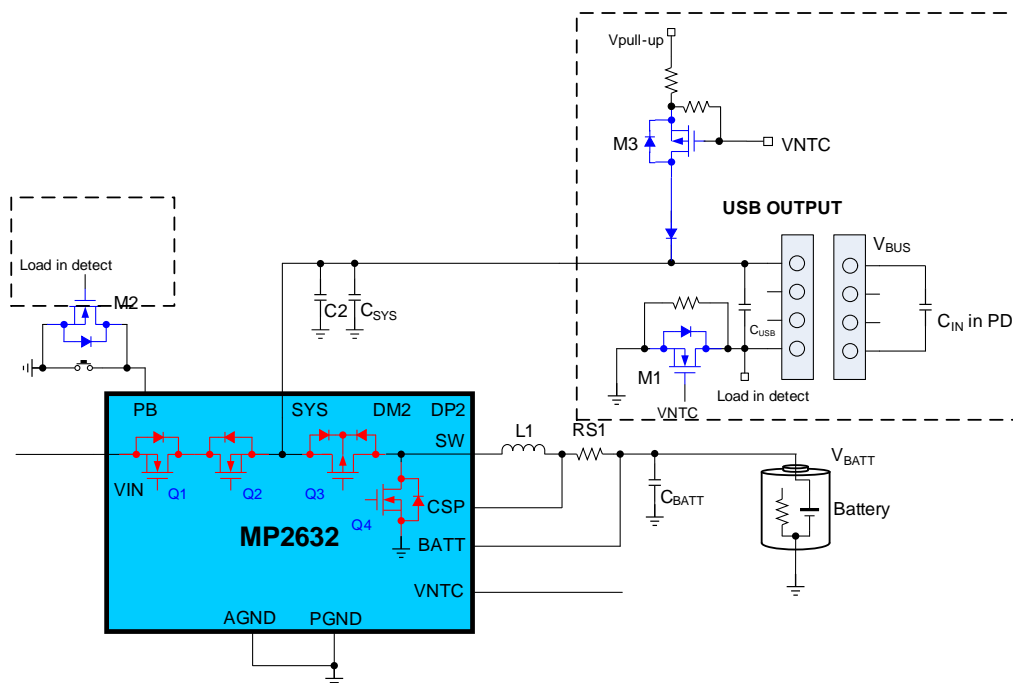 Vpull-up
M3
VNTC
USB OUTPUT
VBUS
Load in detect
M2
C2
CSYS
CUSB
CIN in PD
M1
VNTC
Load in detect
PB
SYS
DM2
DP2
SW
L1
RS1
VIN
Q1
Q2
Q3
Q4
CSP
VBATT
CBATT
Battery
MP2632
BATT
VNTC
AGND
PGND